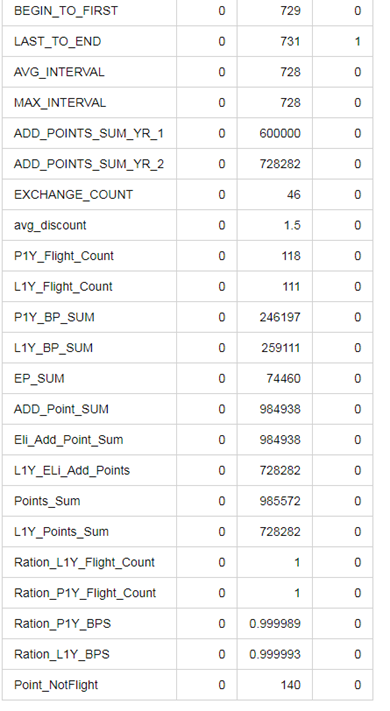 BEGIN_TO_FIRST 0 729 0
LAST_TO_END 0 731 1
AVG_INTERVAL 0 728 0
MAX_INTERVAL 0 728 0
ADD_POINTS_SUM_YR_1 0 600000 0
ADD_POINTS_SUM_YR_2 0 728282 0
EXCHANGE_COUNT 0 46 0
avg_discount 0 1.5 0
P1Y_Flight_Count 0 118 0
L1Y_Flight_Count 0 111 0
P1Y_BP_SUM 0 246197 0
L1Y_BP_SUM 0 259111 0
EP_SUM 0 74460 0
ADD_Point_SUM 0 984938 0
Eli_Add_Point_Sum 0 984938 0
L1Y_ELi_Add_Points 0 728282 0
Points_Sum 0 985572 0
L1Y_Points_Sum 0 728282 0
Ration_L1Y_Flight_Count 0 1 0
Ration_P1Y_Flight_Count 0 1 0
Ration_P1Y_BPS 0 0.999989 0
Ration_L1Y_BPS 0 0.999993 0
Point_NotFlight 0 140 0